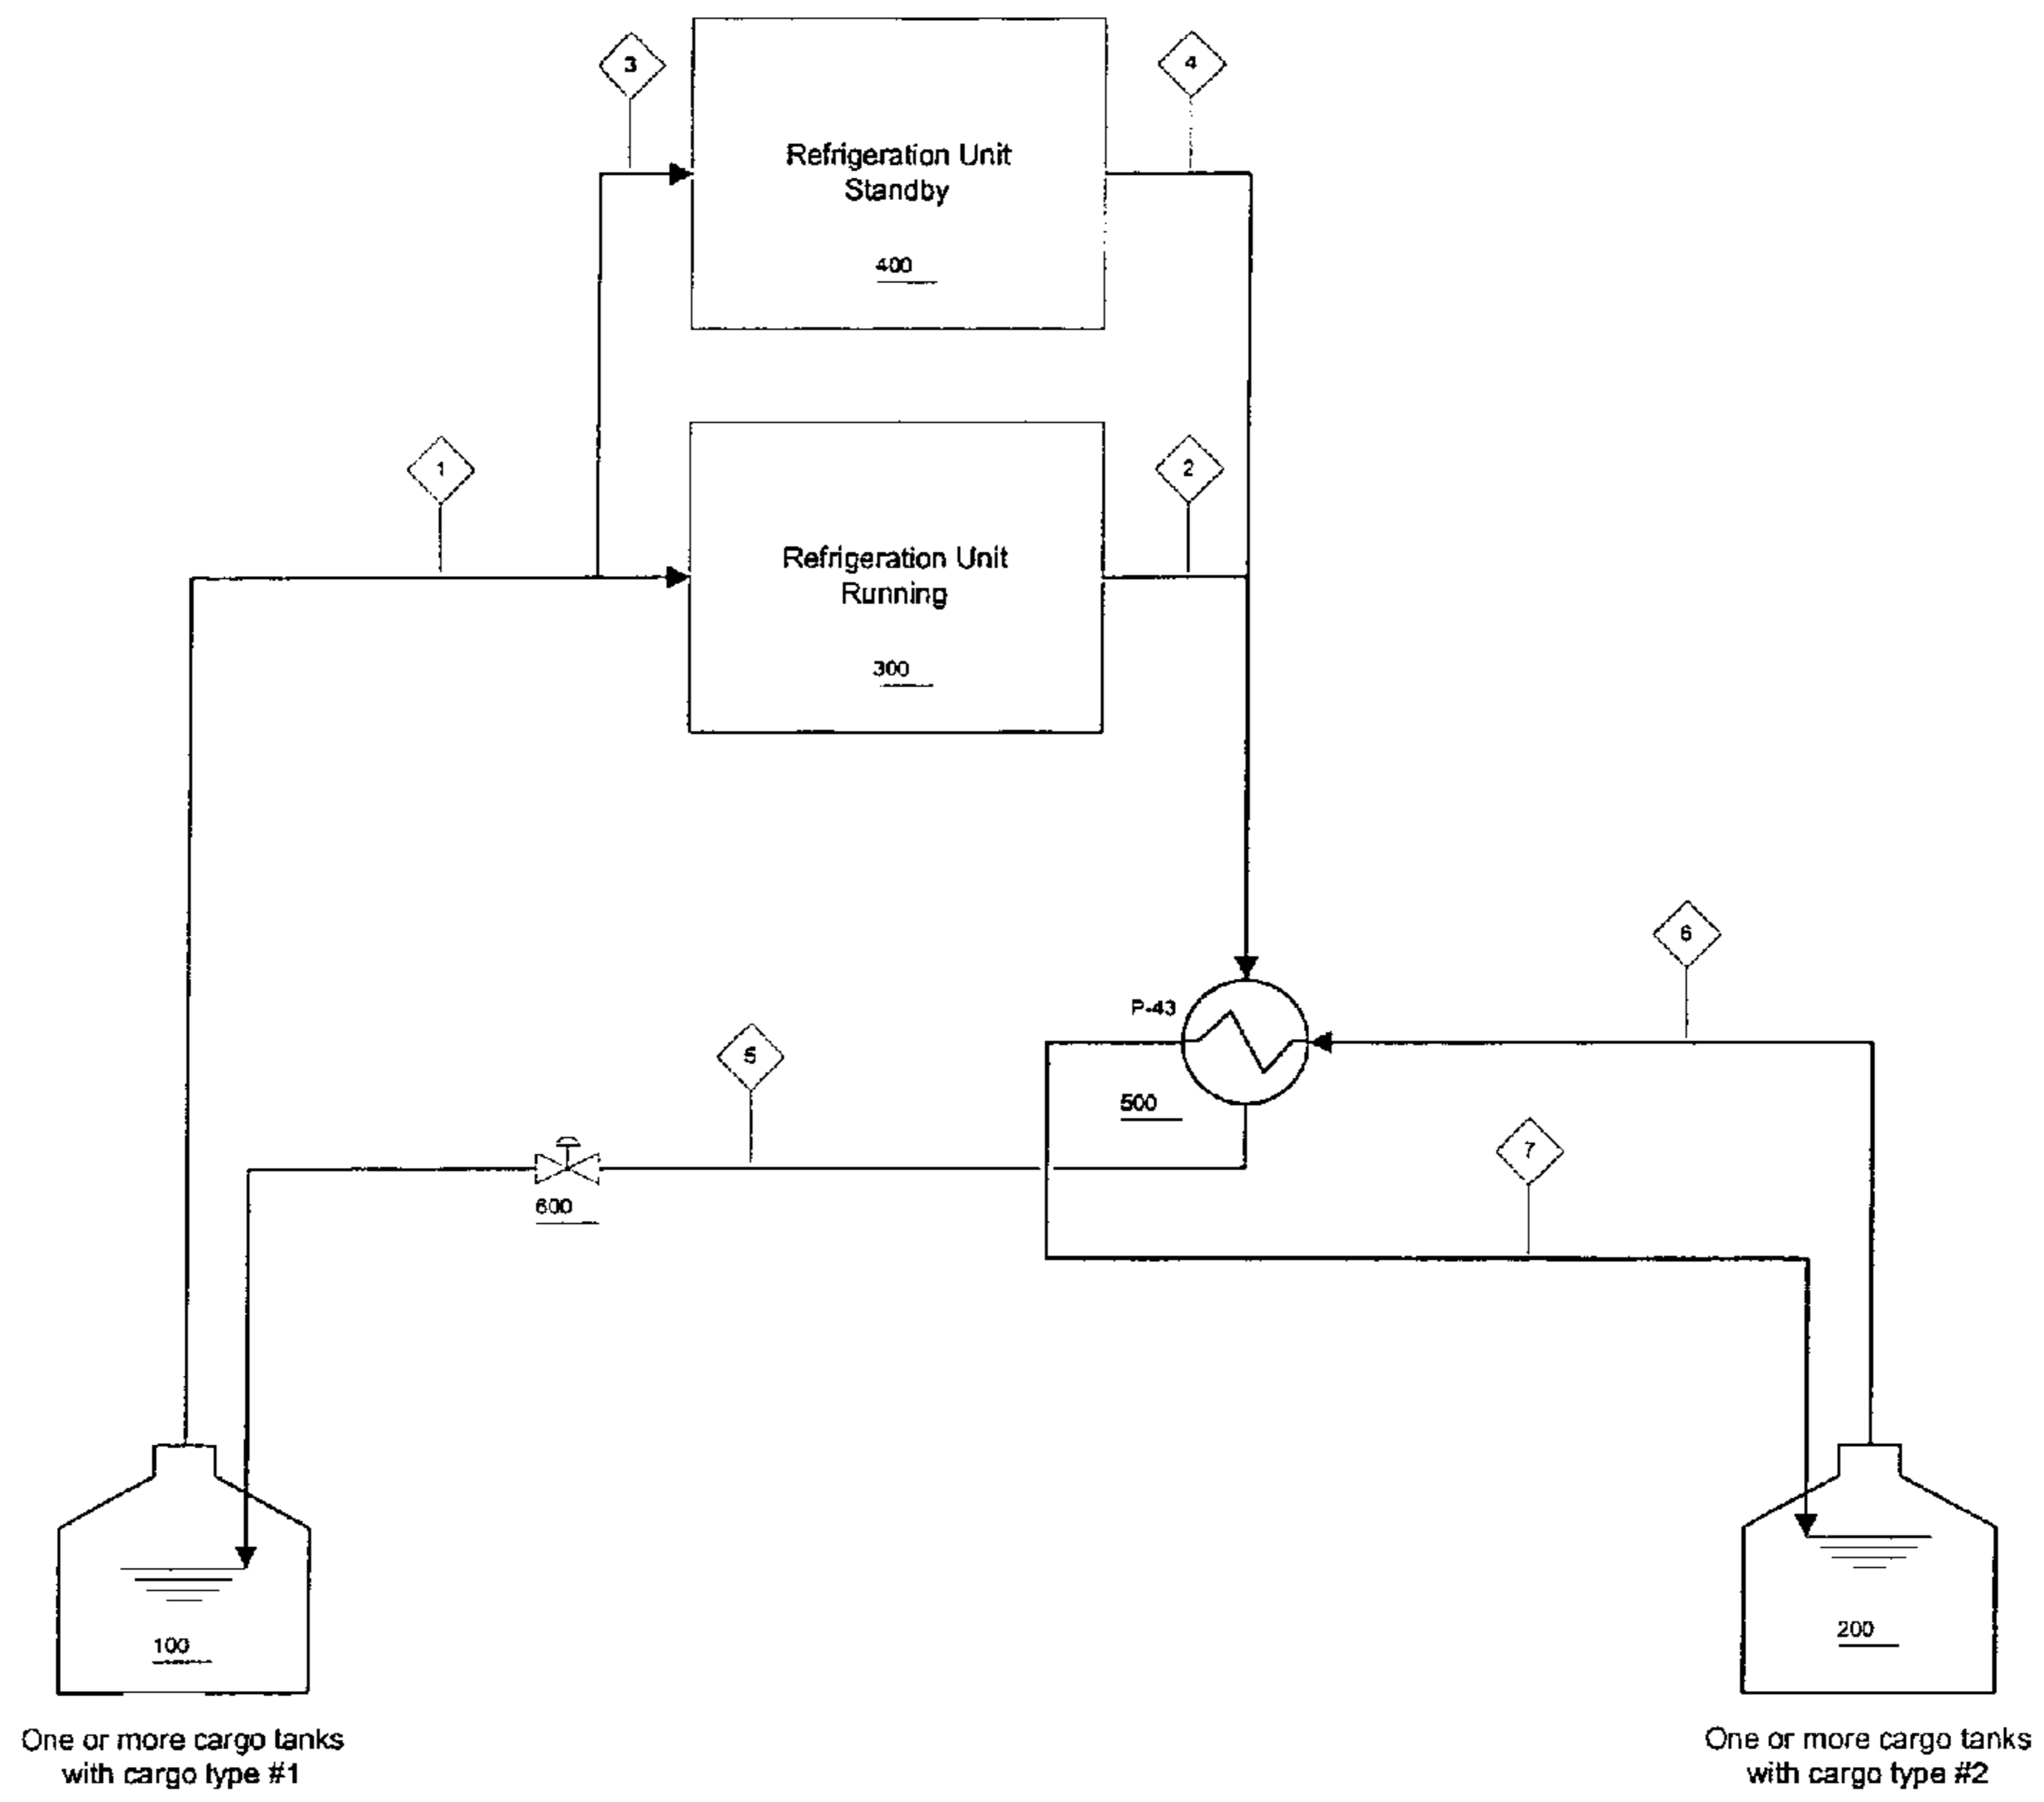 3
4
Refrigeration Unit
Standby
400
1
2
Refrigeration Unit
Running
300
6
P-43
5
500
7
600
100
200
One or more cargo tanks
with cargo type #1
One or more cargo tanks
with cargo type #2